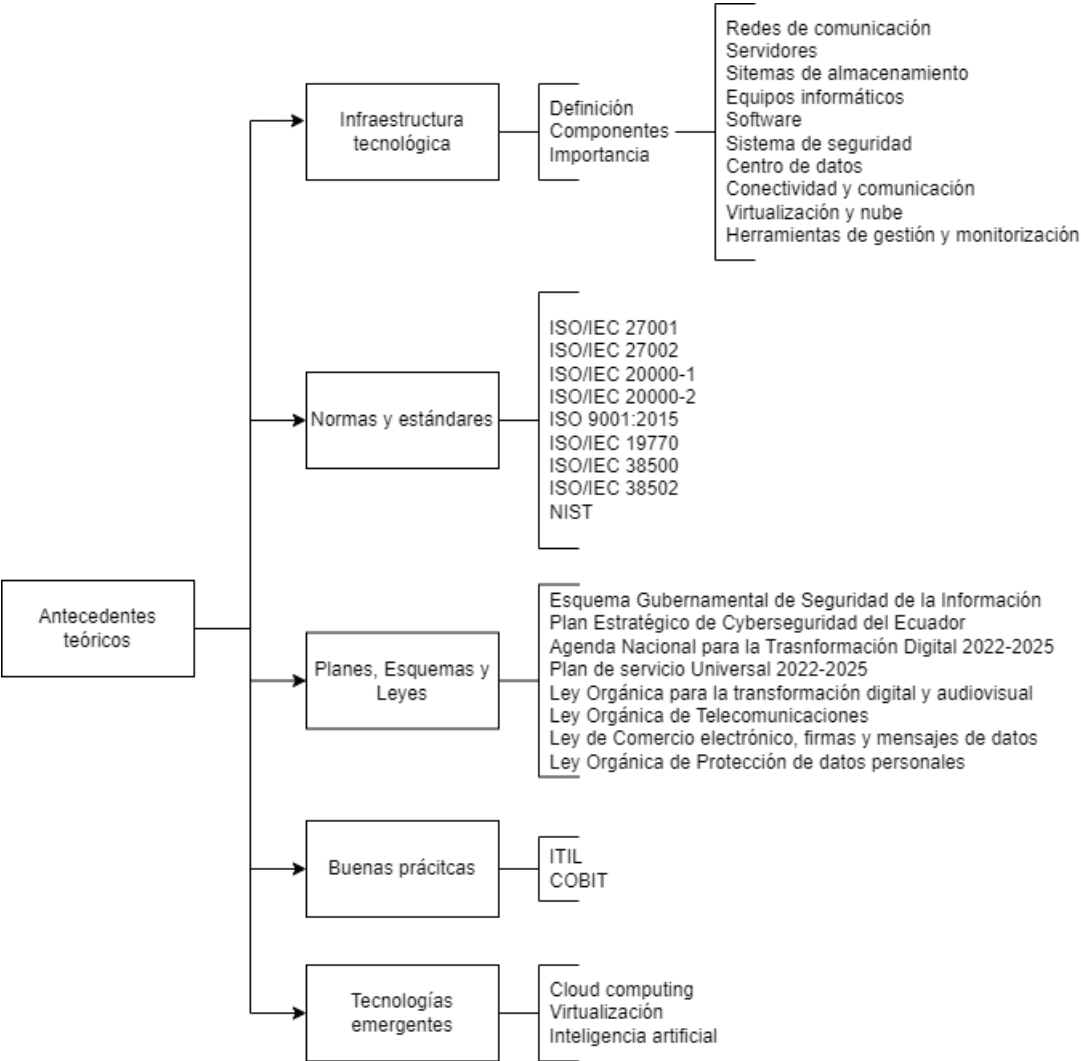 Antecedentes
teóricos
Infraestructura
tecnológica
Definición
Componentes
Importancia
Redes de comunicación
Servidores
Sitemas de almacenamiento
Equipos informáticos
Software
Sistema de seguridad
Centro de datos
Conectividad y comunicación
Virtualización y nube
Herramientas de gestión y monitorización
Normas y estándares
ISO/IEC 27001
ISO/IEC 27002
ISO/IEC 20000-1
ISO/IEC 20000-2
ISO 9001:2015
ISO/IEC 19770
ISO/IEC 38500
ISO/IEC 38502
NIST
Planes, Esquemas y
Leyes
Esquema Gubernamental de Seguridad de la Información
Plan Estratégico de Cyberseguridad del Ecuador
Agenda Nacional para la Trasnformación Digital 2022-2025
Plan de servicio Universal 2022-2025
Ley Orgánica para la transformación digital y audiovisual
Ley Orgánica de Telecomunicaciones
Ley de Comercio electrónico, firmas y mensajes de datos
Ley Orgánica de Protección de datos personales
Buenas prácitcas
ITIL
COBIT
Tecnologías
emergentes
Cloud computing
Virtualización
Inteligencia artificial